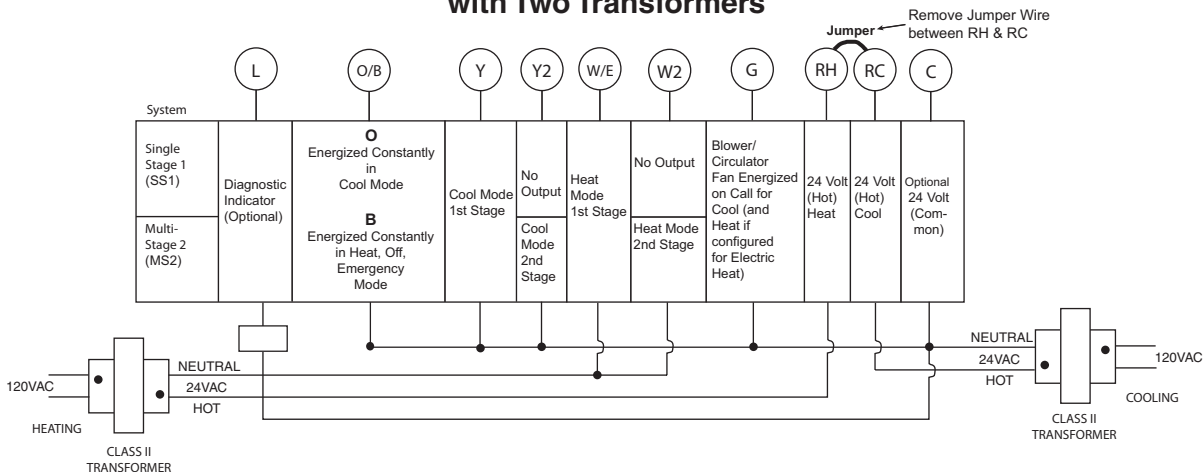 with Two Transformers
Remove Jumper Wire
between RH & RC
Jumper
L
O/B
Y
Y2
W/E
W2
G
RH
RC
C
System
Single
Stage 1
(SS1)
Multi-
Stage 2
(MS2)
Diagnostic
Indicator
(Optional)
O
Energized Constantly
in
Cool Mode
B
Energized Constantly
in Heat, Off,
Emergency
Mode
Cool Mode
1st Stage
No
Output
Cool
Mode
2nd
Stage
Heat
Mode
1st Stage
No Output
Heat Mode
2nd Stage
Blower/
Circulator
Fan Energized
on Call for
Cool (and
Heat if
configured
for Electric
Heat)
24 Volt
(Hot)
Heat
24 Volt
(Hot)
Cool
Optional
24 Volt
(Com-
mon)
120VAC
HEATING
CLASS II
TRANSFORMER
NEUTRAL
24VAC
HOT
NEUTRAL
24VAC
HOT
120VAC
COOLING
CLASS II
TRANSFORMER